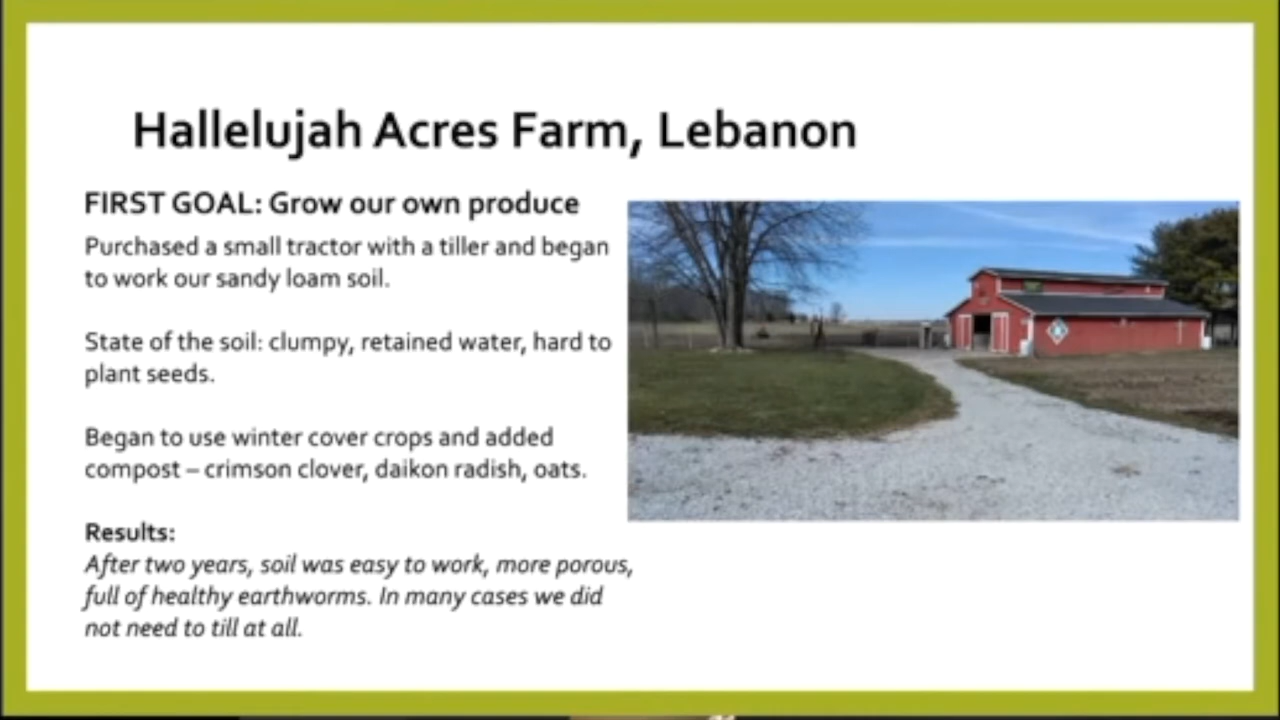 Hallelujah Acres Farm, Lebanon
FIRST GOAL: Grow our own produce
Purchased a small tractor with a tiller and began
to work our sandy loam soil.
State of the soil: clumpy, retained water, hard to
plant seeds.
Began to use winter cover crops and added
compost – crimson clover, daikon radish, oats.
Results:
After two years, soil was easy to work, more porous,
full of healthy earthworms. In many cases we did
not need to till at all.